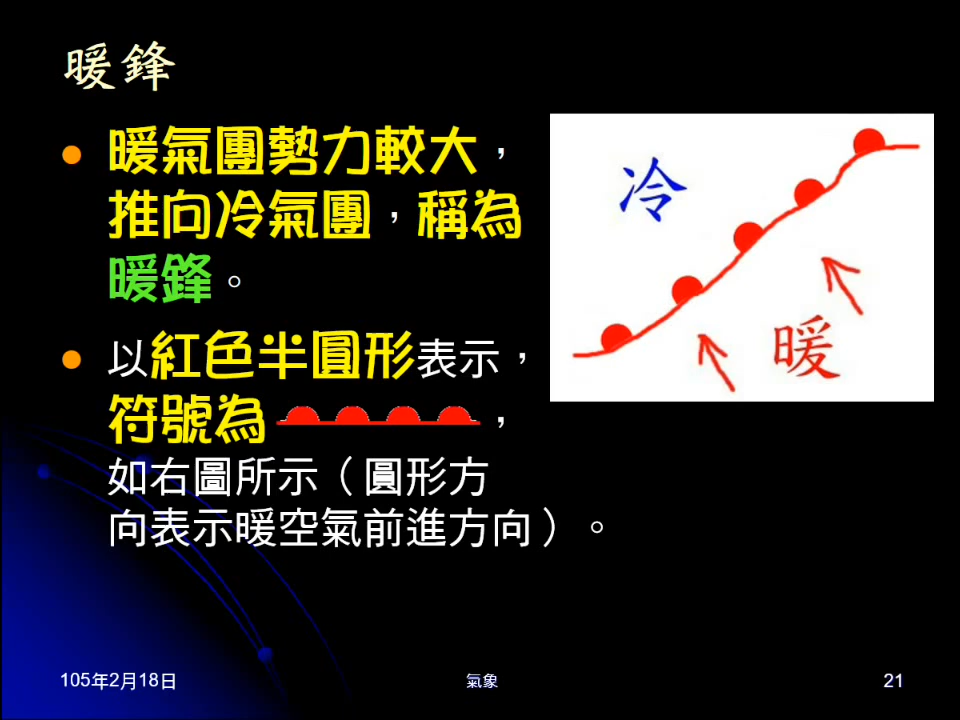 暖鋒
暖氣團勢力較大，
推向冷氣團，稱為
暖鋒。
以紅色半圓形表示，
符號為，
如右圖所示（圓形方
向表示暖空氣前進方向）。
冷
暖
105年2月18日
氣象
21